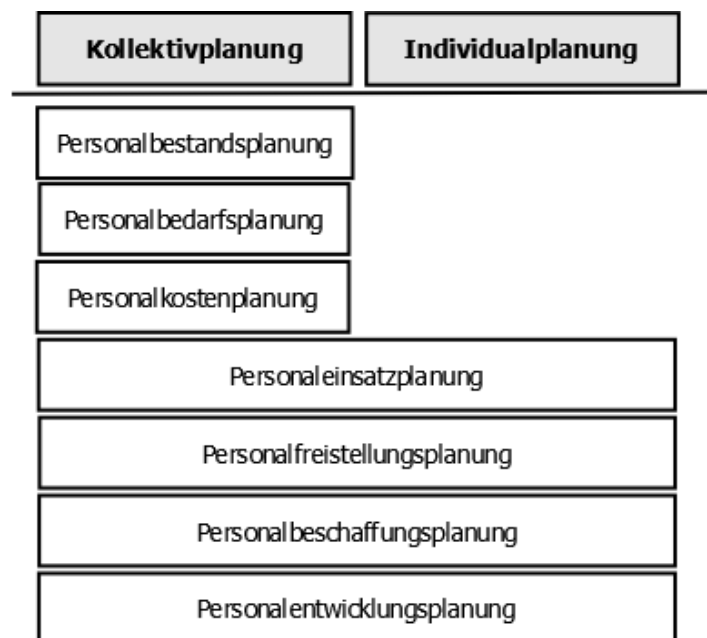 Kollektivplanung Individualplanung
Personalbestandsplanung
Personalbedarfsplanung
Personalkostenplanung
Personaleinsatzplanung
Personalfreistellungsplanung
Personalbeschaffungsplanung
Personalentwicklungsplanung